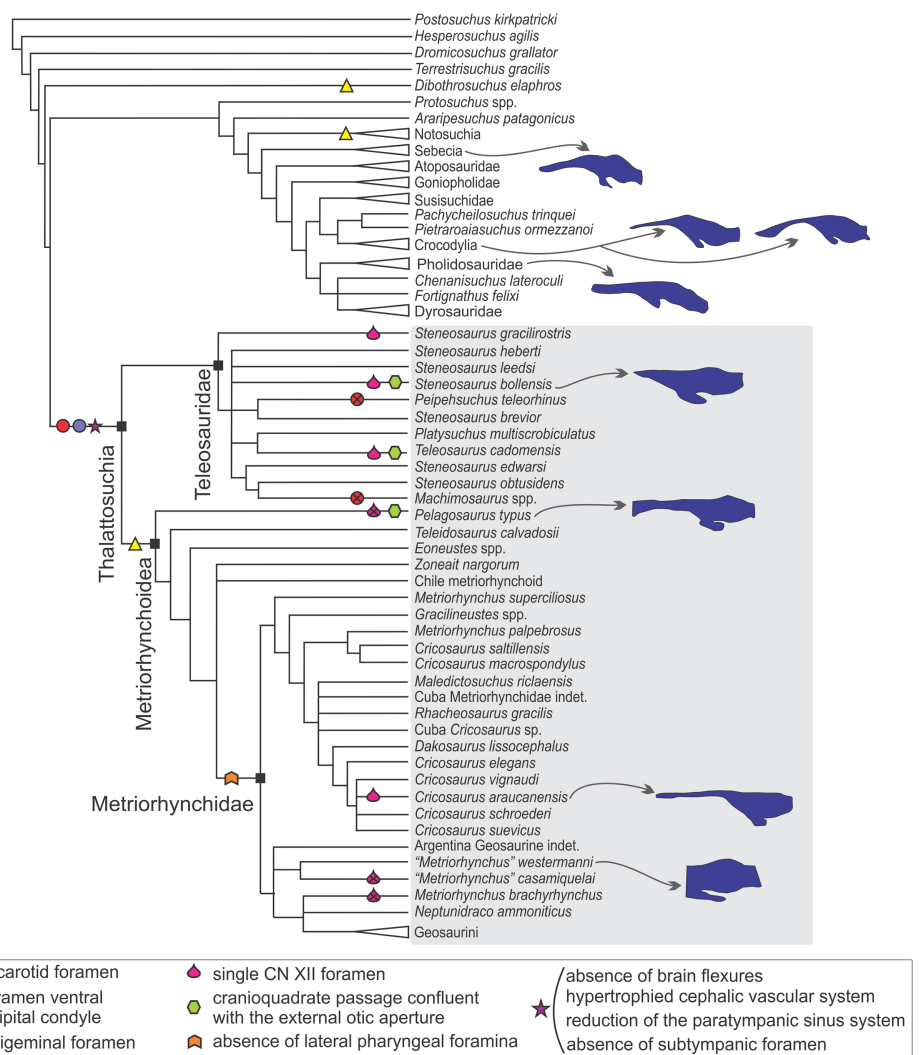 Postosuchus kirkpatricki
Hesperosuchus agilis
Dromicosuchus grallator
Terrestrisuchus gracilis
Dibothrosuchus elaphros
Protosuchus spp.
Araripesuchus patagonicus
Notosuchia
Sebecia
Atoposauridae
Goniopholidae
Susisuchidae
Pachycheilosuchus trinquei
Pietraroaiasuchus ormezzanoi
Crocodylia
Pholidosauridae
Chenanisuchus lateroculi
Fortignathus felixi
Dyrosauridae
Steneosaurus gracilirostris
Steneosaurus heberti
Steneosaurus leedsi
Steneosaurus bollensis
Peipehsuchus teleorhinus
Steneosaurus brevior
Platysuchus multiscrobiculatus
Teleosaurus cadomensis
Steneosaurus edwarsi
Steneosaurus obtusidens
Machimosaurus spp.
Pelagosaurus typus
Teleidosaurus calvadosii
Eoneustes spp.
Zoneait nargorum
Chile metriorhynchoid
Metriorhynchus superciliosus
Gracilineustes spp.
Metriorhynchus palpebrosus
Cricosaurus saltillensis
Cricosaurus macrospondylus
Maledictosuchus riclaensis
Cuba Metriorhynchidae indet.
Rhacheosaurus gracilis
Cuba Cricosaurus sp.
Dakosaurus lissocephalus
Cricosaurus elegans
Cricosaurus vignaudi
Cricosaurus araucanensis
Cricosaurus schroederi
Cricosaurus suevicus
Argentina Geosaurine indet.
“Metriorhynchus” westermanni
“Metriorhynchus” casamiquelai
Metriorhynchus brachyrhynchus
Neptunidraco ammoniticus
Geosaurini
Teleosauridae
Thalattosuchia
Metriorhynchoidea
Metriorhynchidae
carotid foramen
ramen ventral
cipital condyle
rigeminal foramen
single CN XII foramen
cranioquadrate passage confluent
with the external otic aperture
absence of lateral pharyngeal foramina
absence of brain flexures
hypertrophied cephalic vascular system
reduction of the paratympanic sinus system
absence of subtympanic foramen